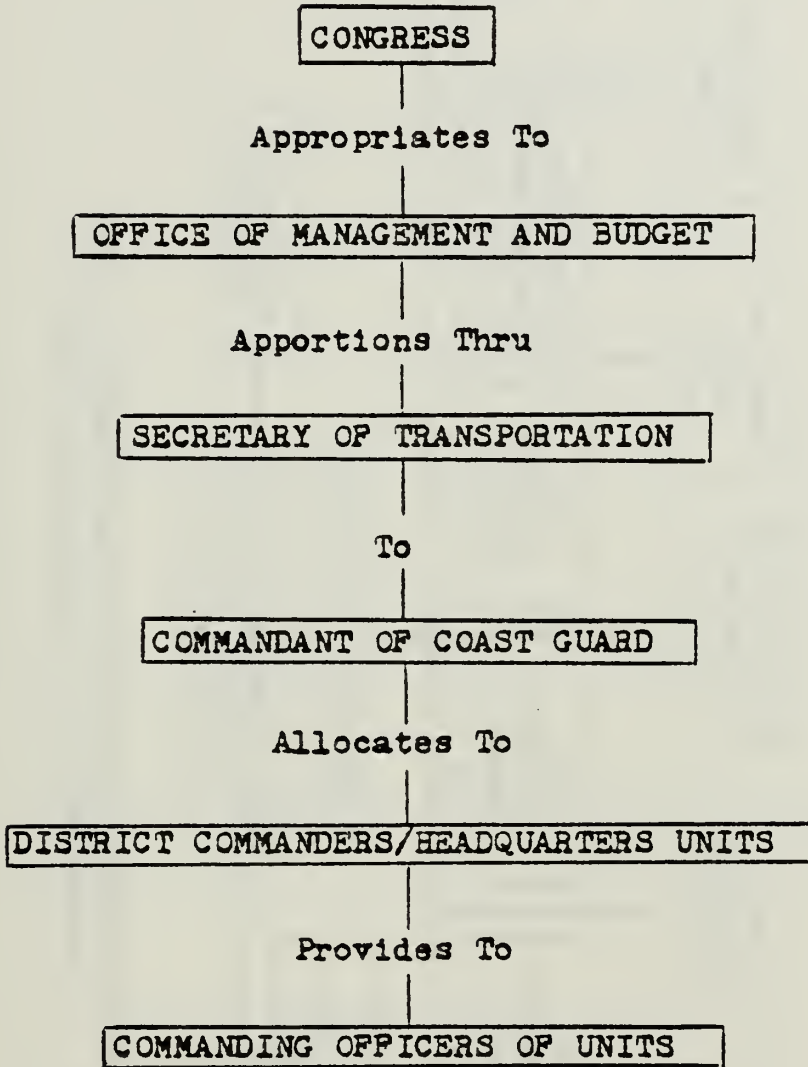 CONGRESS
Appropriates To
OFFICE OF MANAGEMENT AND BUDGET
Apportions Thru
SECRETARY OF TRANSPORTATION
To
COMMANDANT OF COAST GUARD
Allocates To
DISTRICT COMMANDERS/HEADQUARTERS UNITS
Provides To
COMMANDING OFFICERS OF UNITS